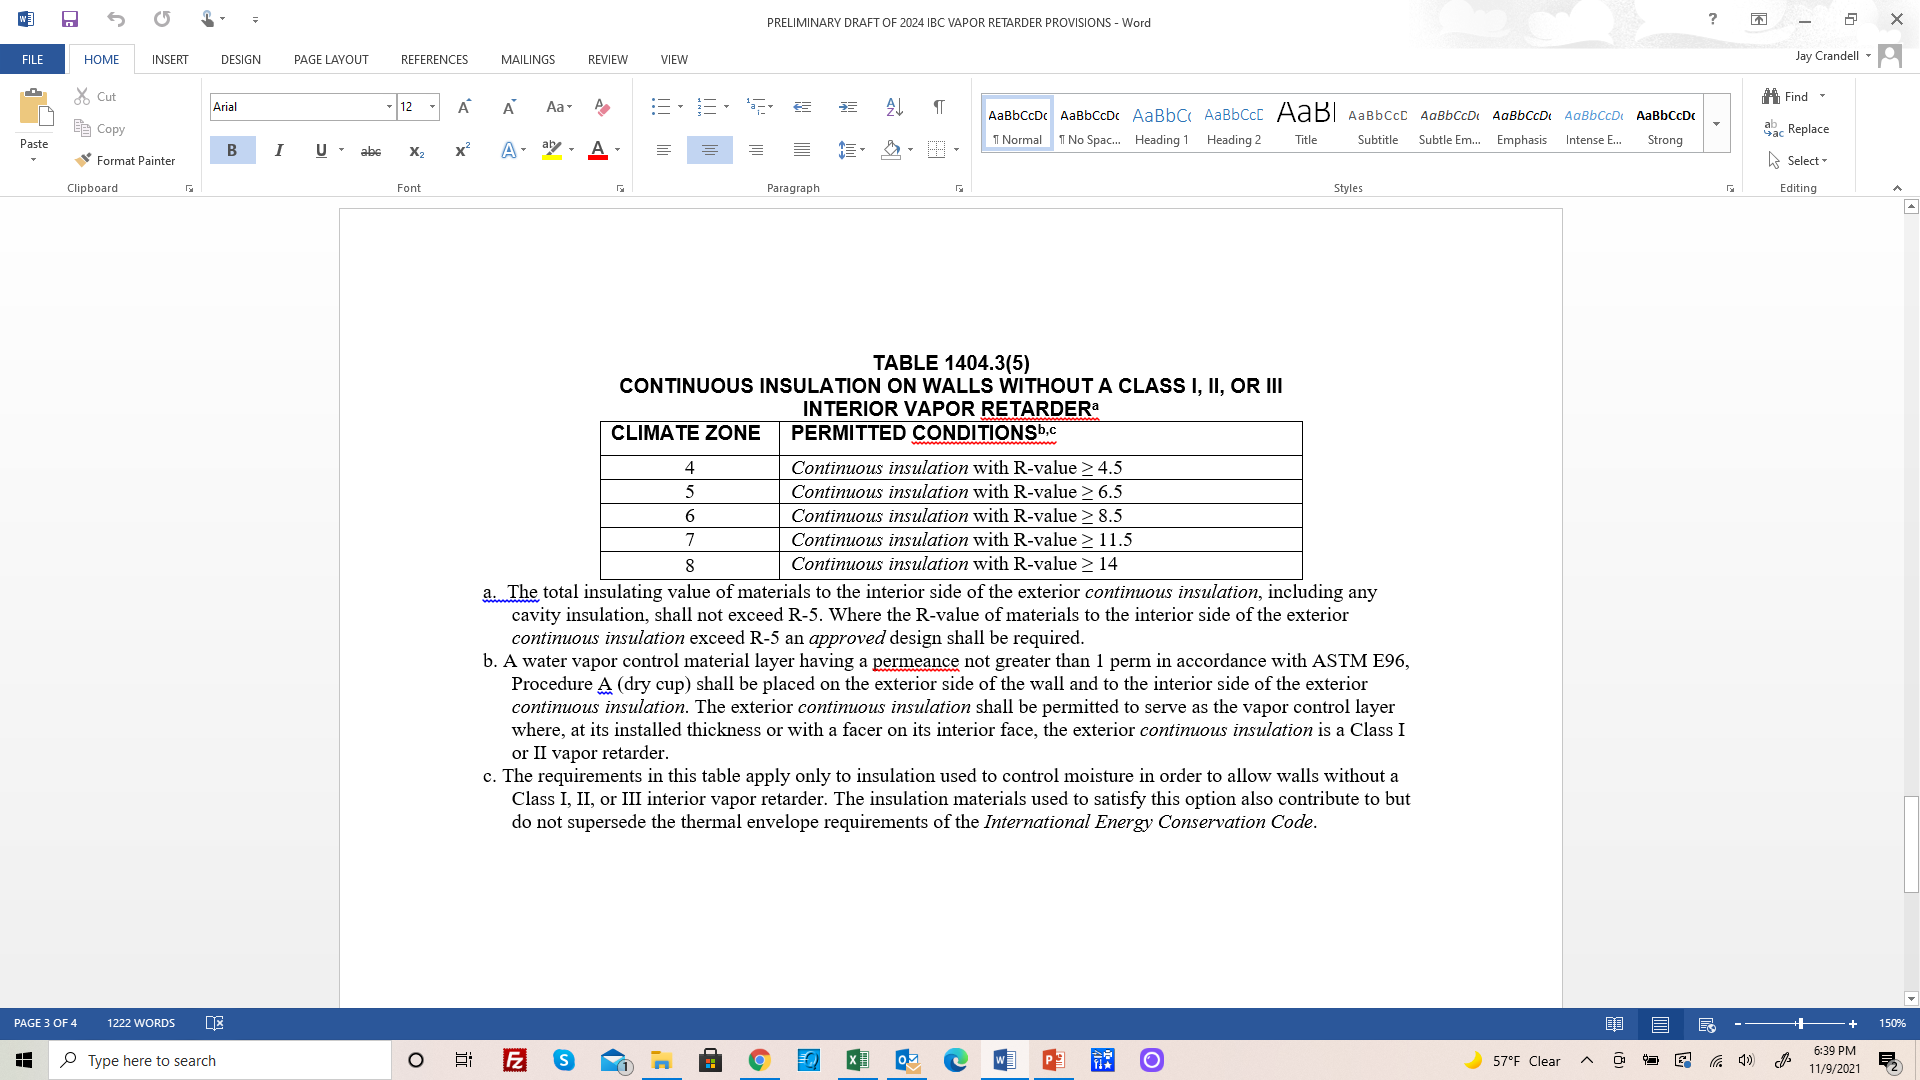 PRELIMINARY DRAFT OF 2024 IBC VAPOR RETARDER PROVISIONS - Word
?
FILE HOME INSERT DESIGN PAGE LAYOUT REFERENCES MAILINGS REVIEW VIEW
Jay Crandell
Paste
Cut
Copy
Format Painter
Clipboard
Arial 12
Aa
B I U abc X₂ X² A ab A
Font
Paragraph
AaBbCcDc AaBbCcDc AaBbCc AaBbCcE AaBl AaBbCcD AaBbCcDc AaBbCcDc AaBbCcDc AaBbCcDc
¶ Normal ¶ No Spac... Heading 1 Heading 2 Title Subtitle Subtle Em... Emphasis Intense E... Strong
Styles
Find
Replace
Select
Editing
TABLE 1404.3(5)
CONTINUOUS INSULATION ON WALLS WITHOUT A CLASS I, II, OR III
INTERIOR VAPOR RETARDERa
CLIMATE ZONE PERMITTED CONDITIONSb,c
4 Continuous insulation with R-value ≥ 4.5
5 Continuous insulation with R-value ≥ 6.5
6 Continuous insulation with R-value ≥ 8.5
7 Continuous insulation with R-value ≥ 11.5
8 Continuous insulation with R-value ≥ 14
a. The total insulating value of materials to the interior side of the exterior continuous insulation, including any
cavity insulation, shall not exceed R-5. Where the R-value of materials to the interior side of the exterior
continuous insulation exceed R-5 an approved design shall be required.
b. A water vapor control material layer having a permeance not greater than 1 perm in accordance with ASTM E96,
Procedure A (dry cup) shall be placed on the exterior side of the wall and to the interior side of the exterior
continuous insulation. The exterior continuous insulation shall be permitted to serve as the vapor control layer
where, at its installed thickness or with a facer on its interior face, the exterior continuous insulation is a Class I
or II vapor retarder.
c. The requirements in this table apply only to insulation used to control moisture in order to allow walls without a
Class I, II, or III interior vapor retarder. The insulation materials used to satisfy this option also contribute to but
do not supersede the thermal envelope requirements of the International Energy Conservation Code.
PAGE 3 OF 4 1222 WORDS
150%
Type here to search
57°F Clear
6:39 PM
11/9/2021
2